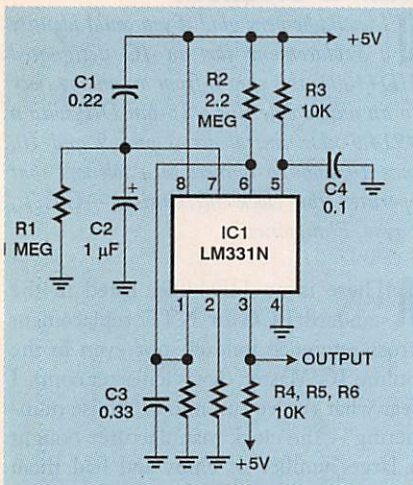 +5V
C1
0.22
R2
2.2
MEG
R3
10K
8 7 6 5
C4
0.1
R1
1 MEG
+
C2
1 µF
IC1
LM331N
1 2 3 4
OUTPUT
C3
0.33
R4, R5, R6
10K
+5V